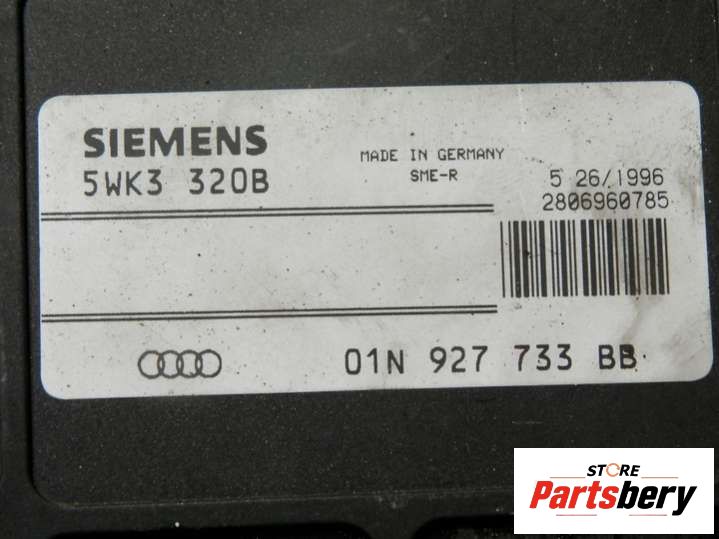 SIEMENS
5WK3 320B
MADE IN GERMANY
SME-R
5 26/1996
2806960785
01N 927 733 BB
STORE
Partsbery